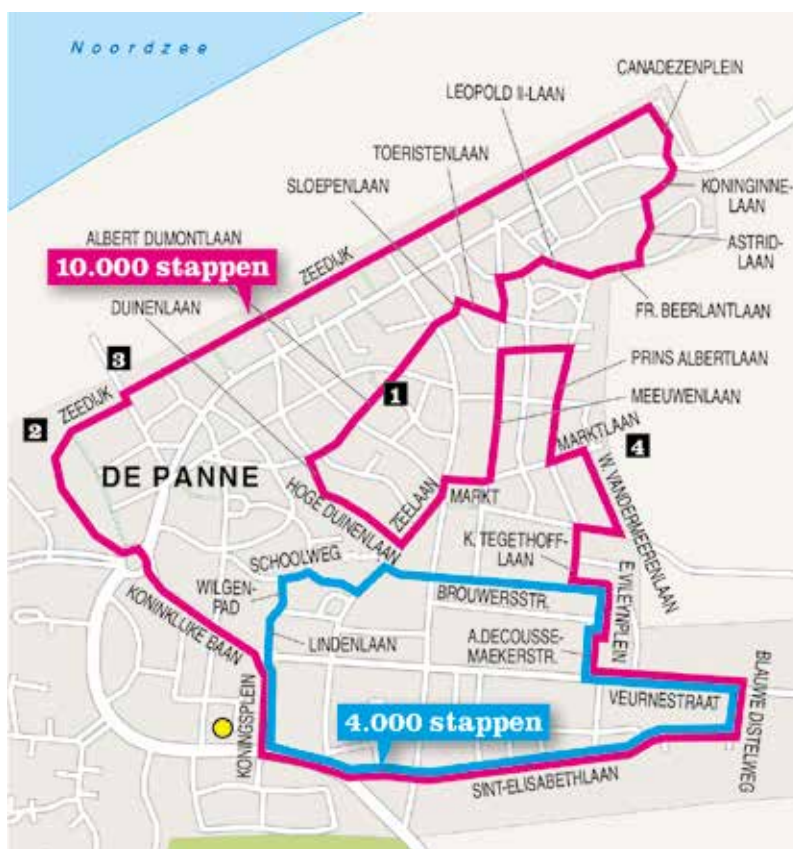 Noordzee
CANADEZENPLEIN
LEOPOLD II-LAAN
TOERISTENLAAN
SLOEPENLAAN
KONINGINNE-
LAAN
ALBERT DUMONTLAAN
ZEEDIJK
ASTRID-
LAAN
10.000 stappen
DUINENLAAN
FR. BEERLANTLAAN
3
PRINS ALBERTLAAN
1
MEEUWENLAAN
ZEEDIJK
2
MARKTLAAN
4
DE PANNE
HOGE DUINENLAAN
ZEELAAN
MARKT
W. VANDERMEERENLAAN
K. TEGETHOFF-
LAAN
SCHOOLWEG
WILGEN-
PAD
BROUWERSSTR.
E.VILEYNPLEIN
KONINKLIJKE BAAN
LINDENLAAN
A.DECOUSSE-
MAEKERSTR.
BLAUWE DISTELWEG
VEURNESTRAAT
4.000 stappen
KONINGSPLEIN
SINT-ELISABETHLAAN